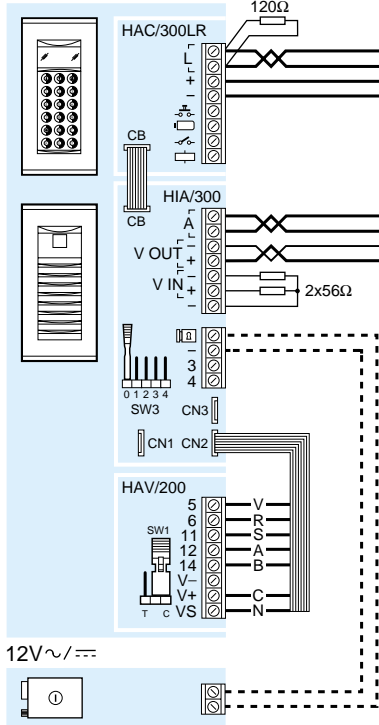 120Ω
HAC/300LR
L
+
−
CB
CB
HIA/300
A
−
V OUT
+
−
V IN
+
−
2x56Ω
−
3
4
0 1 2 3 4
SW3
CN3
CN1
CN2
HAV/200
5
V
6
R
11
S
SW1
12
A
14
B
V−
V+
C
T C
VS
N
12V~/⎓